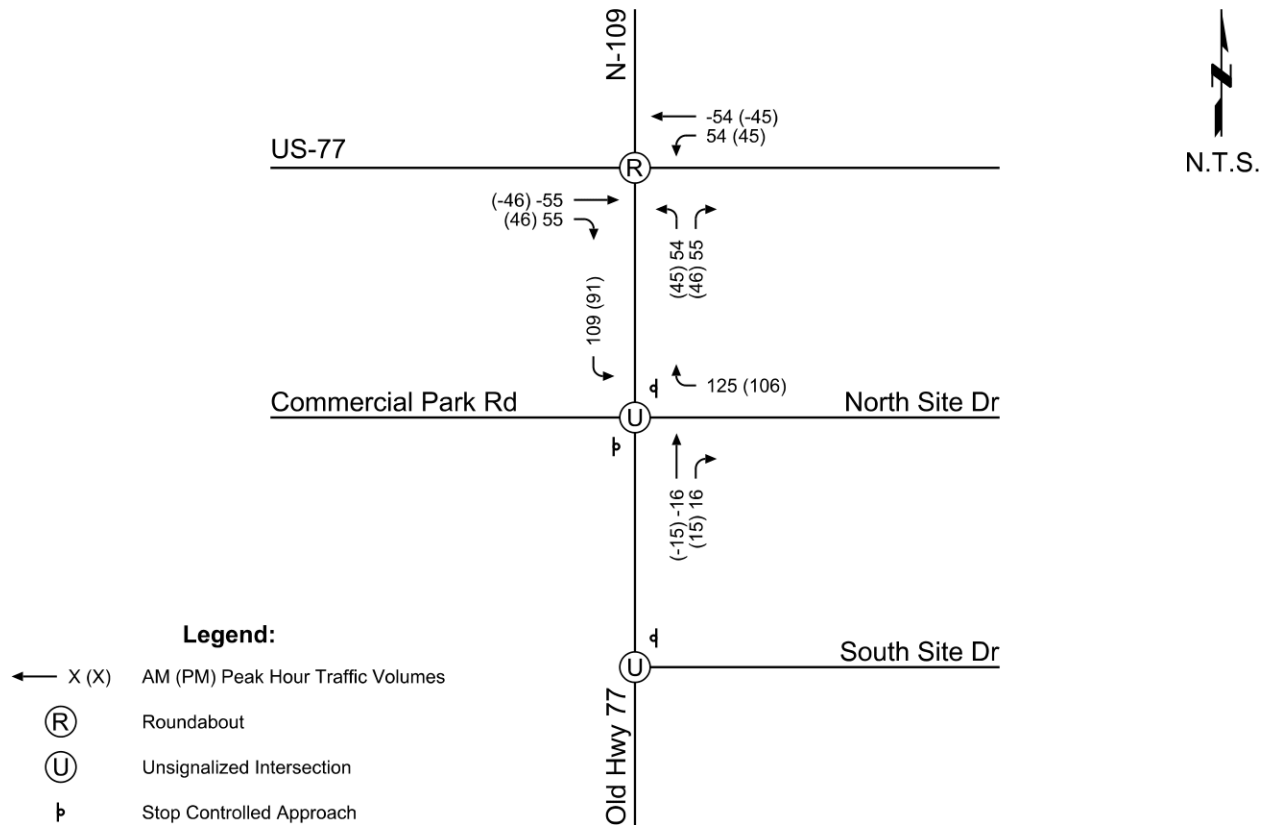 N-109
-54 (-45)
54 (45)
US-77
R
N
N.T.S.
(-46) -55
(46) 55
(45) 54
(46) 55
109 (91)
125 (106)
Commercial Park Rd
U
North Site Dr
(-15) -16
(15) 16
South Site Dr
U
Old Hwy 77
Legend:
X (X) AM (PM) Peak Hour Traffic Volumes
R Roundabout
U Unsignalized Intersection
Stop Controlled Approach